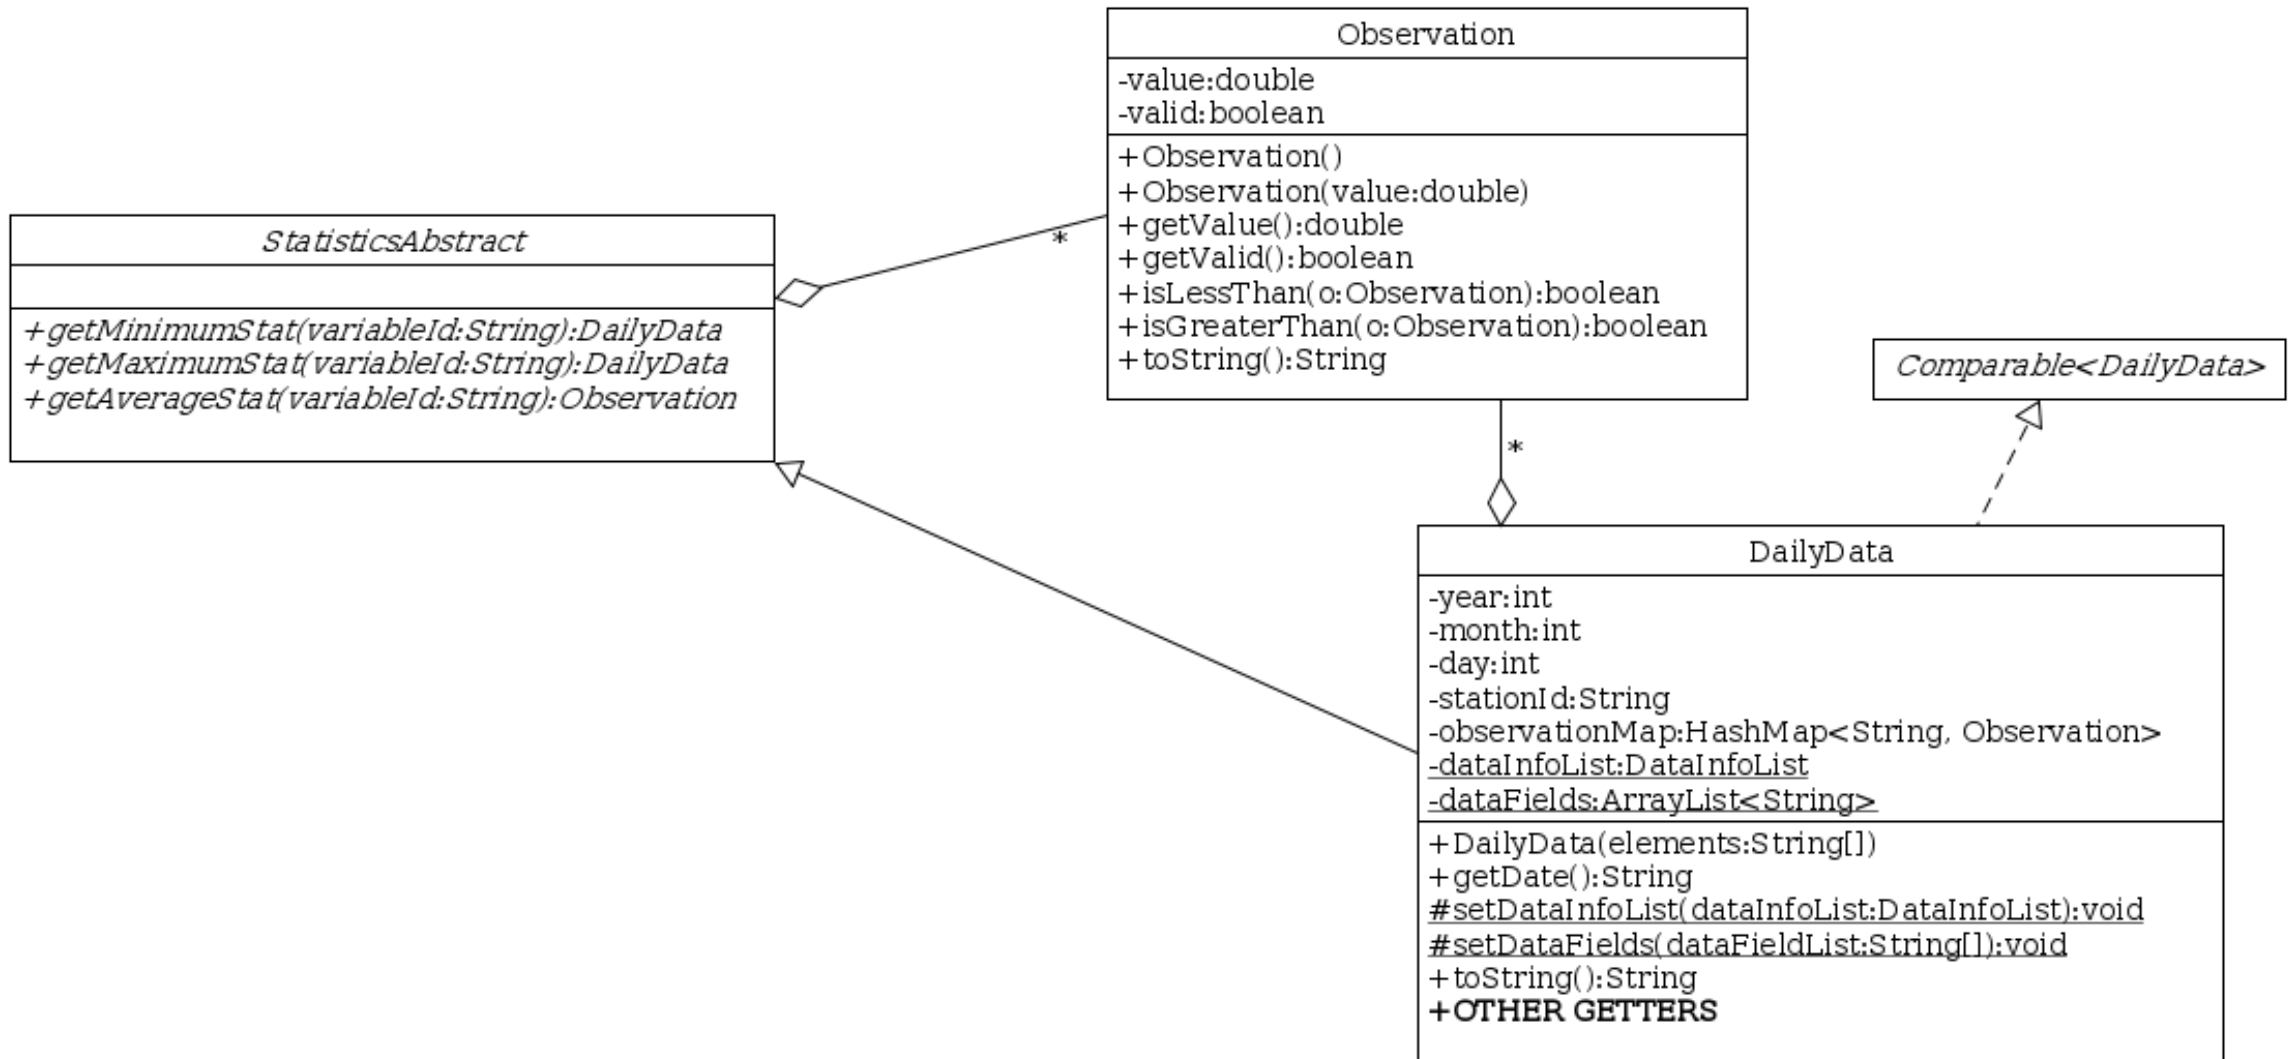 Observation
-value:double
-valid:boolean
+Observation()
+Observation(value:double)
+getValue():double
+getValid():boolean
+isLessThan(o:Observation):boolean
+isGreaterThan(o:Observation):boolean
+toString():String
StatisticsAbstract
+getMinimumStat(variableId:String):DailyData
+getMaximumStat(variableId:String):DailyData
+getAverageStat(variableId:String):Observation
*
Comparable<DailyData>
*
DailyData
-year:int
-month:int
-day:int
-stationId:String
-observationMap:HashMap<String, Observation>
-dataInfoList:DataInfoList
-dataFields:ArrayList<String>
+DailyData(elements:String[])
+getDate():String
#setDataInfoList(dataInfoList:DataInfoList):void
#setDataFields(dataFieldList:String[]):void
+toString():String
+OTHER GETTERS